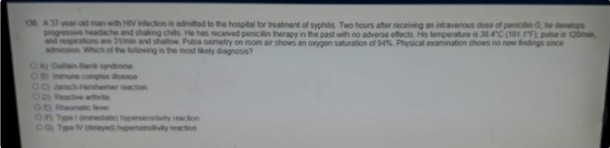 136. A 37-year-old man with HIV infection is admitted to the hospital for treatment of syphilis. Two hours after receiving an intravenous dose of penicillin G, he develops
progressive headache and shaking chills. He has received penicillin therapy in the past with no adverse effects. His temperature is 38.4°C (101.1°F), pulse is 120/min,
and respirations are 31/min and shallow. Pulse oximetry on room air shows an oxygen saturation of 94%. Physical examination shows no new findings since
admission. Which of the following is the most likely diagnosis?
A) Guillain-Barré syndrome
B) Immune complex disease
C) Jarisch-Herxheimer reaction
D) Reactive arthritis
E) Rheumatic fever
F) Type I (immediate) hypersensitivity reaction
G) Type IV (delayed) hypersensitivity reaction